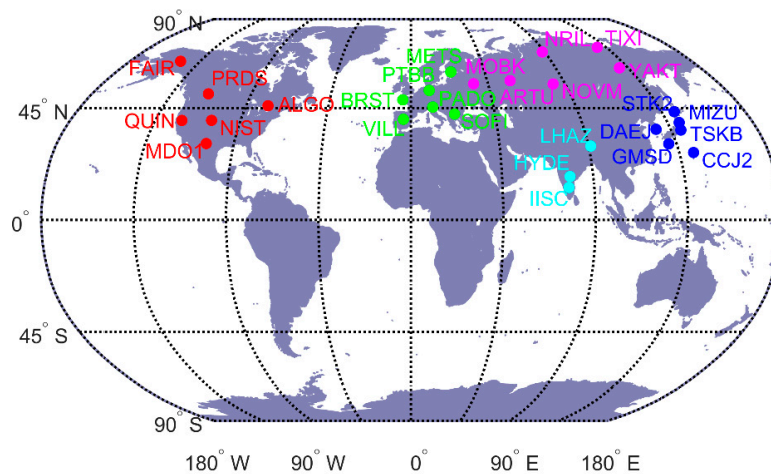 90° N
NRIL TIXI
METS
FAIR
MOBK
YAKT
PTBB
PRDS
ARTU NOVM
BRST
PADO
STK2
MIZU
45° N
ALGO
QUIN
NIST
VILL
SOFI
DAEJ
TSKB
LHAZ
MDO1
GMSD
CCJ2
HYDE
IISC
0°
45° S
90° S
180° W
90° W
0°
90° E
180° E